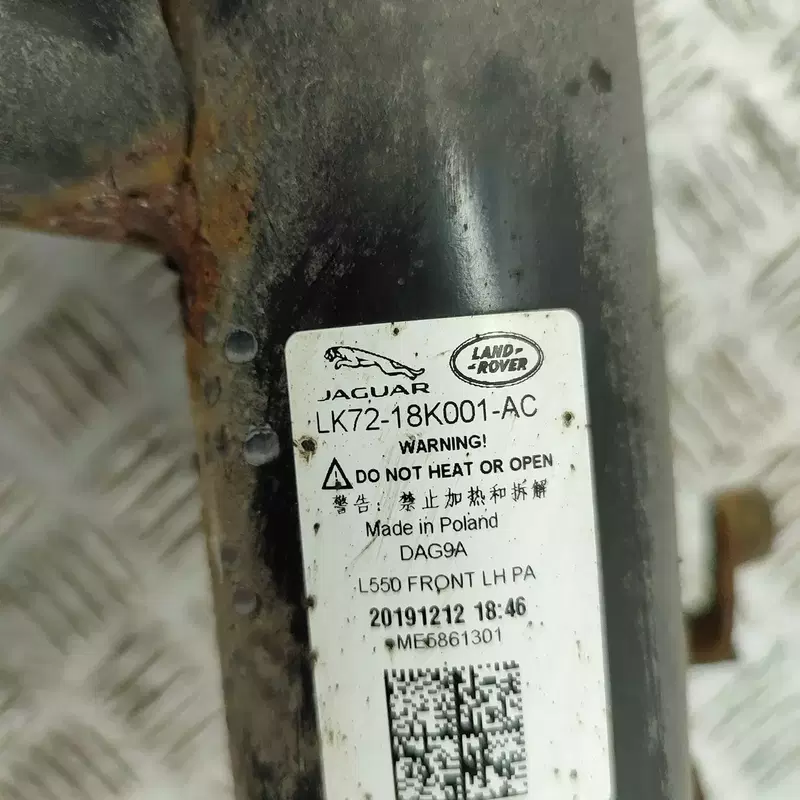 JAGUAR
LAND-
-ROVER
LK72-18K001-AC
WARNING!
DO NOT HEAT OR OPEN
警告：禁止加热和拆解
Made in Poland
DAG9A
L550 FRONT LH PA
20191212 18:46
ME5861301